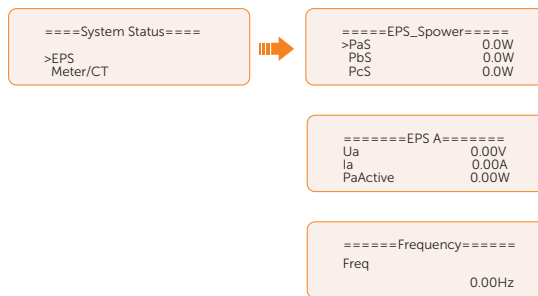 ====System Status====
>EPS
Meter/CT
=====EPS_Spower=====
>PaS 0.0W
PbS 0.0W
PcS 0.0W
=======EPS A=======
Ua 0.00V
Ia 0.00A
PaActive 0.00W
======Frequency======
Freq
0.00Hz